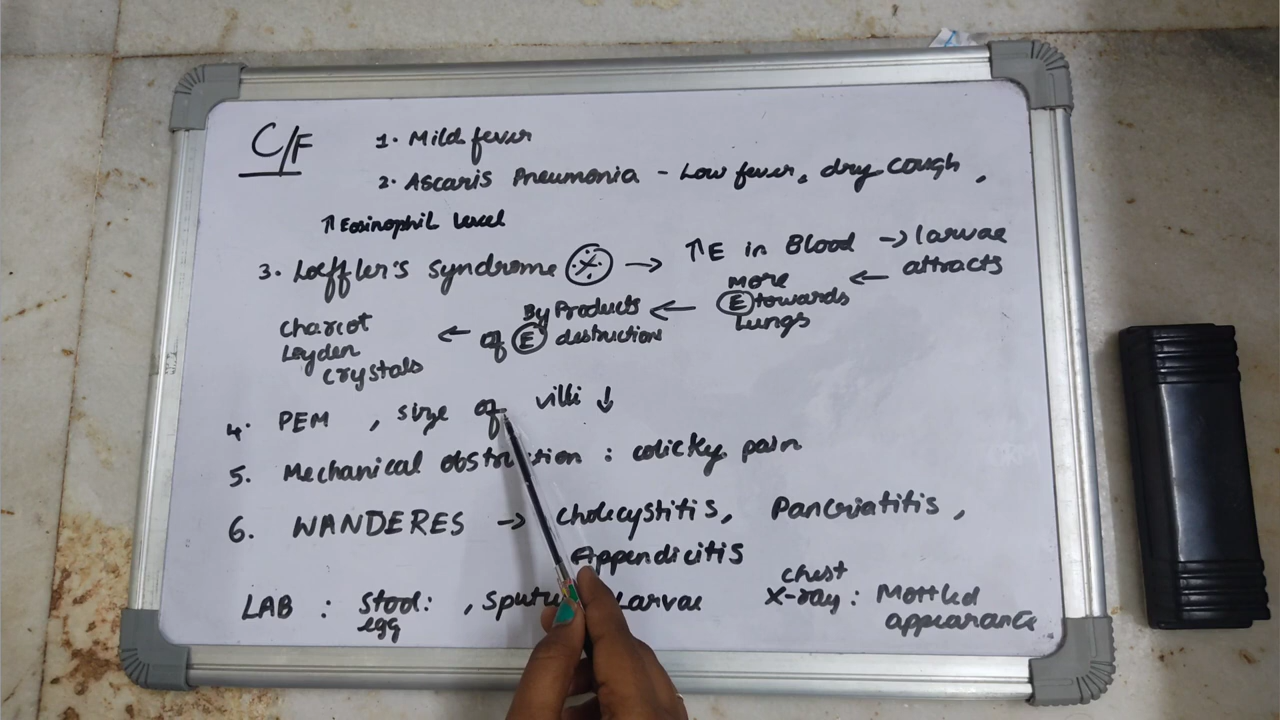 C/F
1. Mild fever
2. Ascaris Pneumonia - Low fever, dry cough,
↑ Eosinophil level
3. Loeffler's syndrome → ↑E in Blood → larvae attracts
← more E towards Lungs
← By Products of E destruction
← Charcot Leyden crystals
4. PEM, size of villi ↓
5. Mechanical obstruction : colicky pain
6. WANDERES → cholecystitis, Pancriatitis,
Appendicitis
LAB : Stool: egg, Sputum Larvae chest X-ray: Mottled appearance